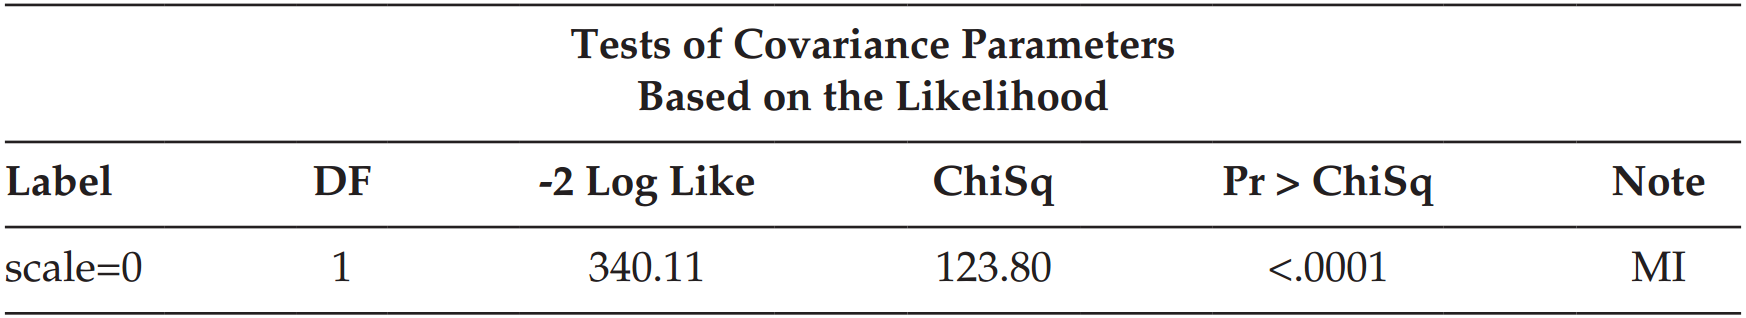 Tests of Covariance Parameters
Based on the Likelihood
Label DF -2 Log Like ChiSq Pr > ChiSq Note
scale=0 1 340.11 123.80 <.0001 MI